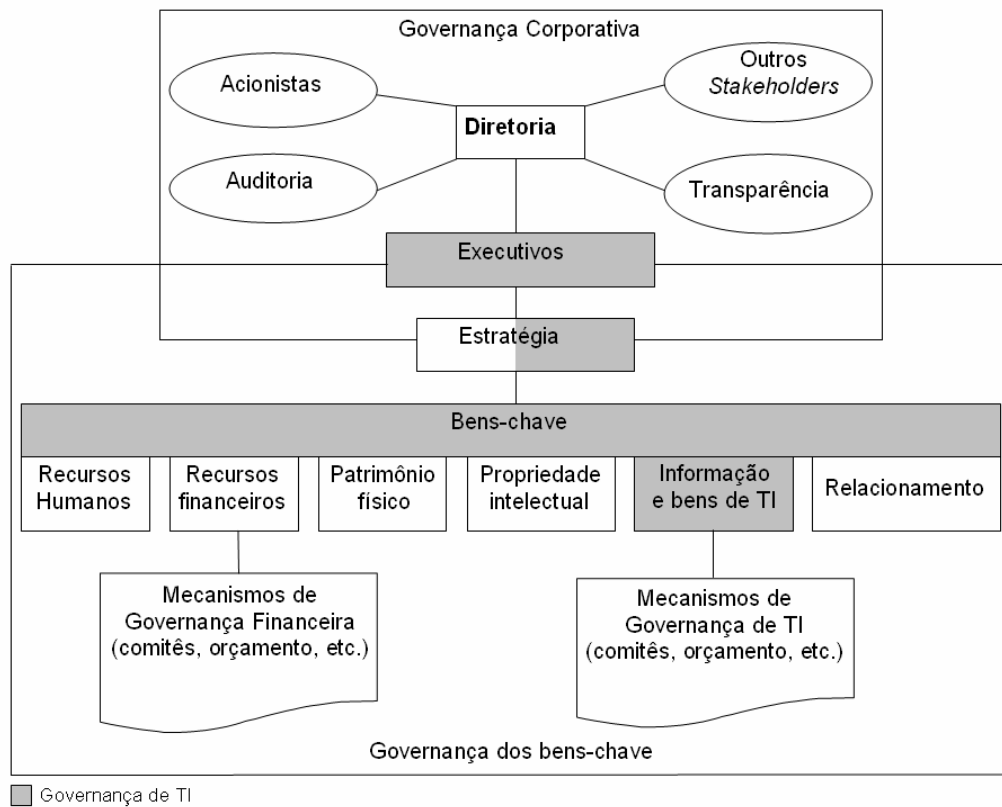 Governança Corporativa
Acionistas
Outros
Stakeholders
Diretoria
Auditoria
Transparência
Executivos
Estratégia
Bens-chave
Recursos
Humanos
Recursos
financeiros
Patrimônio
físico
Propriedade
intelectual
Informação
e bens de TI
Relacionamento
Mecanismos de
Governança Financeira
(comitês, orçamento, etc.)
Mecanismos de
Governança de TI
(comitês, orçamento, etc.)
Governança dos bens-chave
Governança de TI